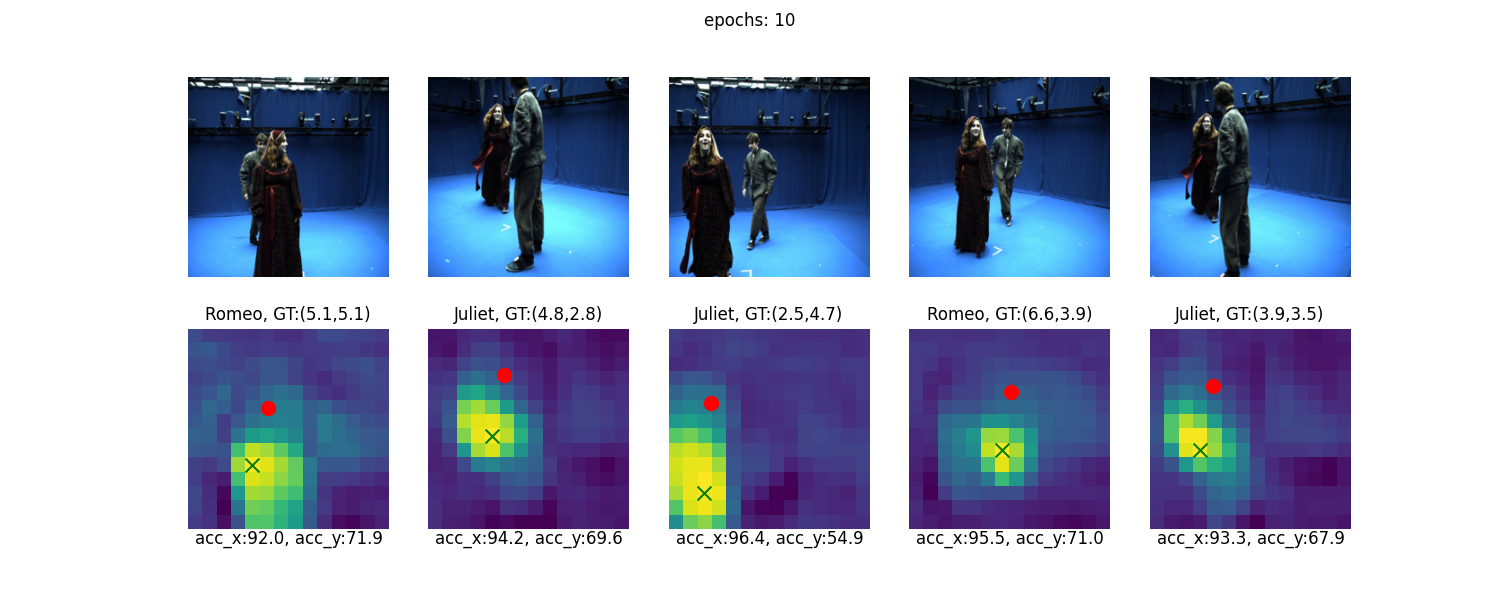 epochs: 10
Romeo, GT:(5.1,5.1)
Juliet, GT:(4.8,2.8)
Juliet, GT:(2.5,4.7)
Romeo, GT:(6.6,3.9)
Juliet, GT:(3.9,3.5)
acc_x:92.0, acc_y:71.9
acc_x:94.2, acc_y:69.6
acc_x:96.4, acc_y:54.9
acc_x:95.5, acc_y:71.0
acc_x:93.3, acc_y:67.9